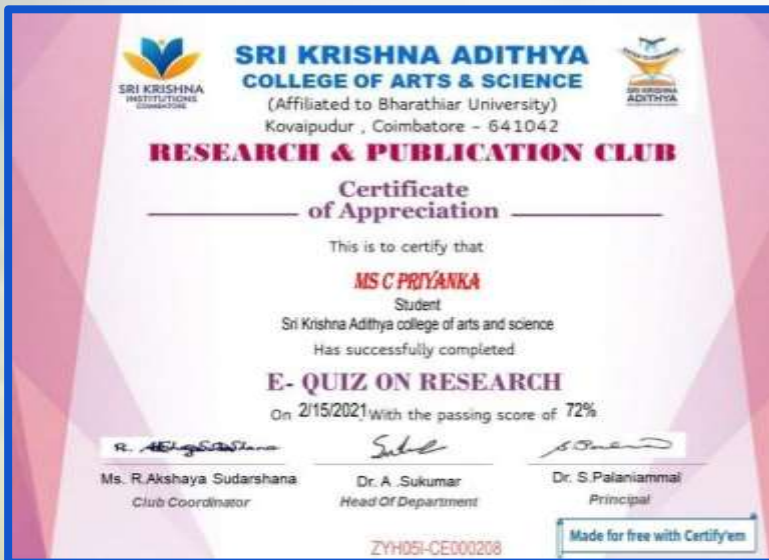 SRI KRISHNA ADITHYA
COLLEGE OF ARTS & SCIENCE
(Affiliated to Bharathiar University)
Kovaipudur , Coimbatore - 641042
SRI KRISHNA
INSTITUTIONS
COIMBATORE
SRI KRISHNA
ADITHYA
RESEARCH & PUBLICATION CLUB
Certificate
of Appreciation
This is to certify that
MS C PRIYANKA
Student
Sri Krishna Adithya college of arts and science
Has successfully completed
E- QUIZ ON RESEARCH
On 2/15/2021 With the passing score of 72%
Ms. R.Akshaya Sudarshana
Club Coordinator
Dr. A .Sukumar
Head Of Department
Dr. S.Palaniammal
Principal
ZYH05I-CE000208
Made for free with Certify'em